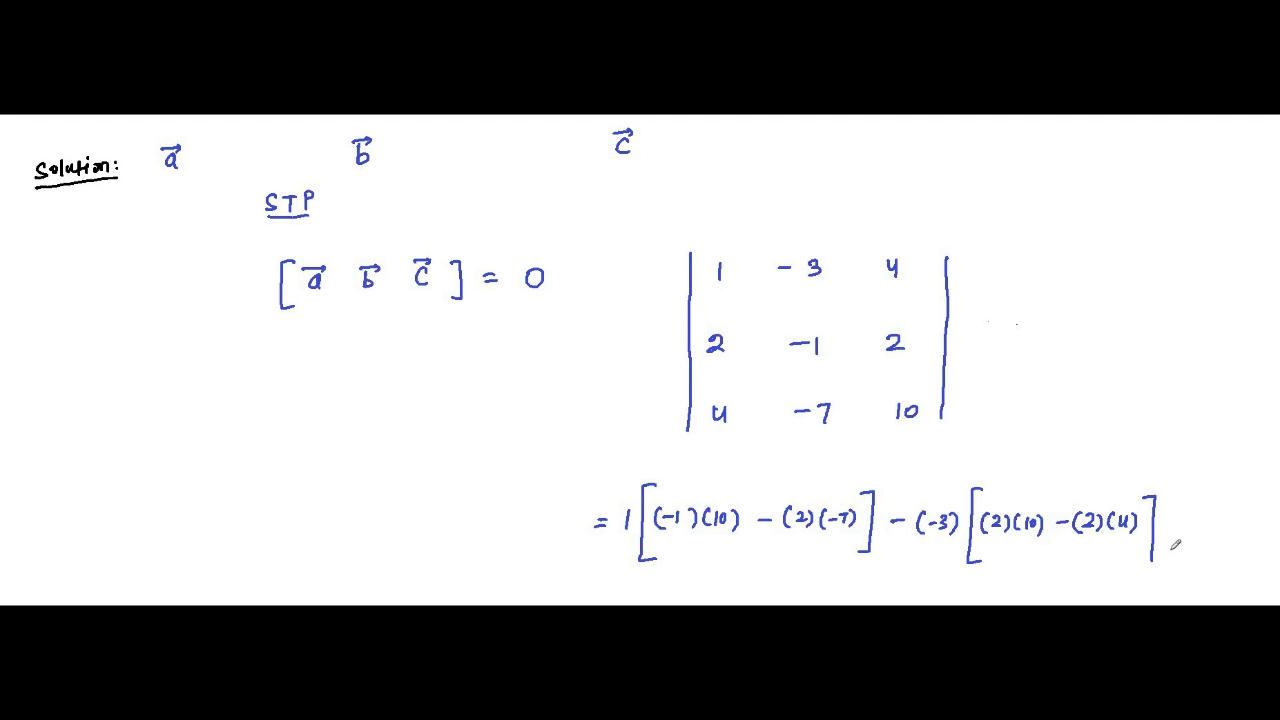 Solution: a⃗ b⃗ c⃗
STP
[a⃗ b⃗ c⃗] = 0
| 1 -3 4 |
| 2 -1 2 |
| 4 -7 10 |
= 1[(-1)(10) - (2)(-7)] - (-3)[(2)(10) - (2)(4)]